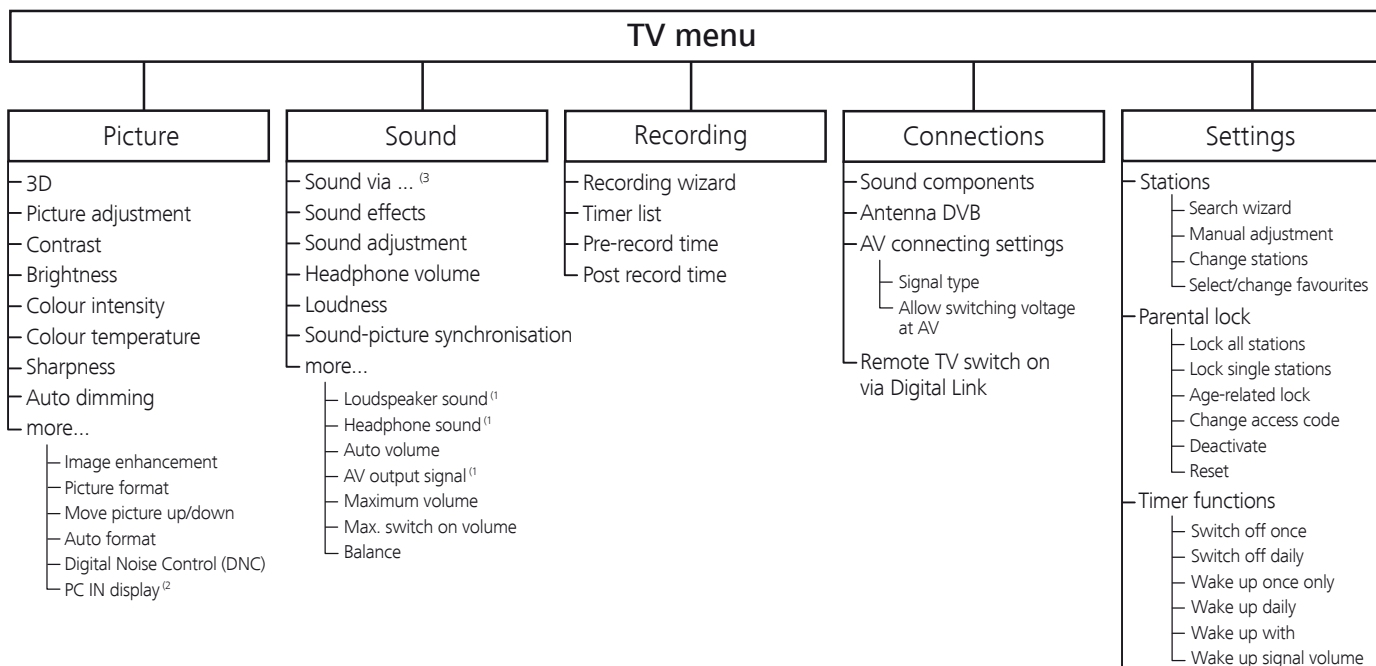 TV menu
Picture
3D
Picture adjustment
Contrast
Brightness
Colour intensity
Colour temperature
Sharpness
Auto dimming
more...
Image enhancement
Picture format
Move picture up/down
Auto format
Digital Noise Control (DNC)
PC IN display (2
Sound
Sound via ... (3
Sound effects
Sound adjustment
Headphone volume
Loudness
Sound-picture synchronisation
more...
Loudspeaker sound (1
Headphone sound (1
Auto volume
AV output signal (1
Maximum volume
Max. switch on volume
Balance
Recording
Recording wizard
Timer list
Pre-record time
Post record time
Connections
Sound components
Antenna DVB
AV connecting settings
Signal type
Allow switching voltage
at AV
Remote TV switch on
via Digital Link
Settings
Stations
Search wizard
Manual adjustment
Change stations
Select/change favourites
Parental lock
Lock all stations
Lock single stations
Age-related lock
Change access code
Deactivate
Reset
Timer functions
Switch off once
Switch off daily
Wake up once only
Wake up daily
Wake up with
Wake up signal volume